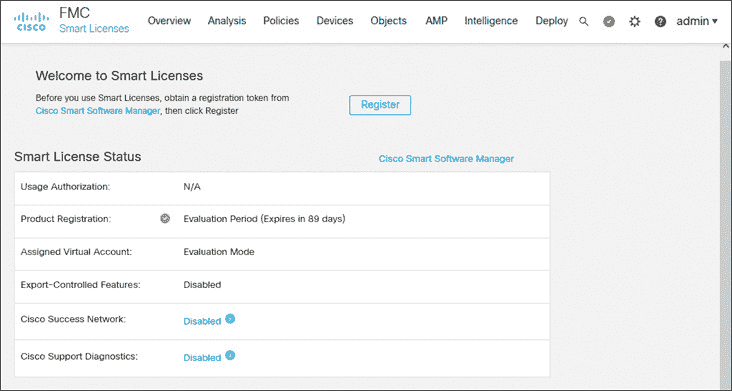 cisco
FMC
Smart Licenses
Overview Analysis Policies Devices Objects AMP Intelligence Deploy admin
Welcome to Smart Licenses
Before you use Smart Licenses, obtain a registration token from
Cisco Smart Software Manager, then click Register
Register
Smart License Status
Cisco Smart Software Manager
Usage Authorization: N/A
Product Registration: Evaluation Period (Expires in 89 days)
Assigned Virtual Account: Evaluation Mode
Export-Controlled Features: Disabled
Cisco Success Network: Disabled
Cisco Support Diagnostics: Disabled